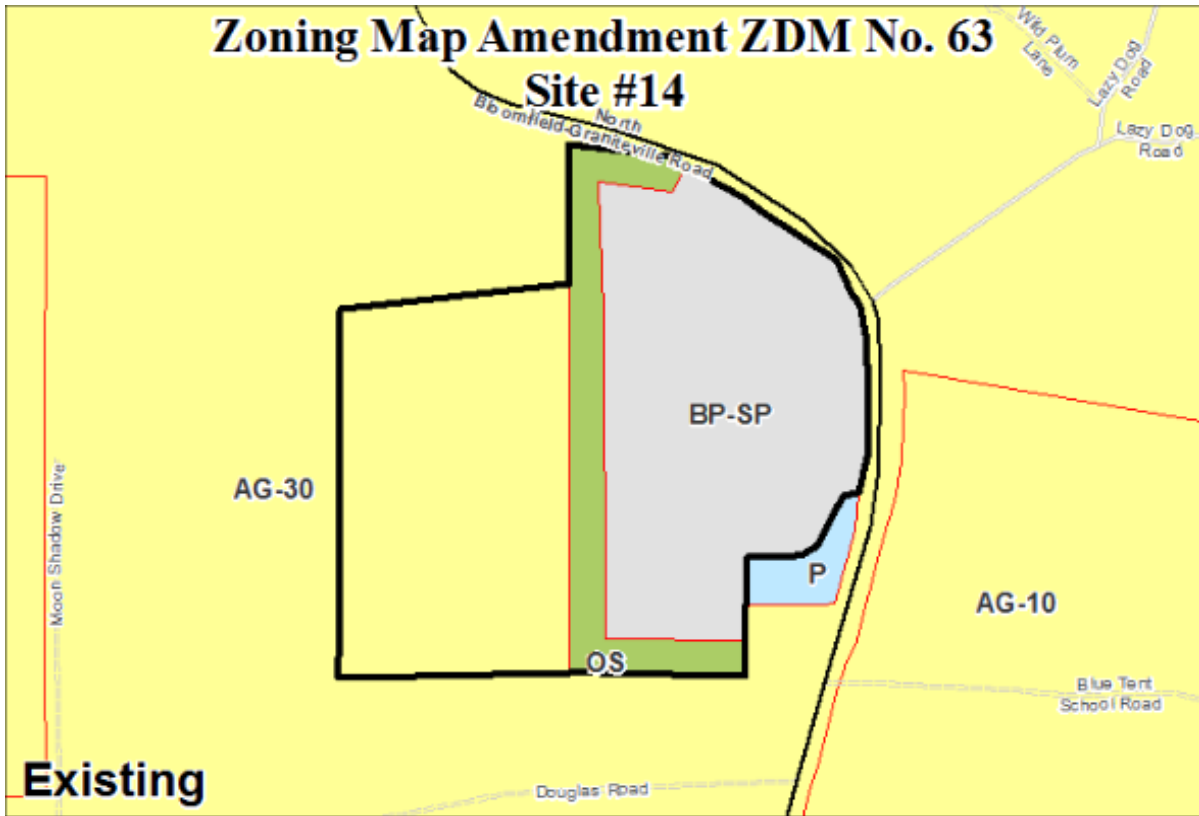 Zoning Map Amendment ZDM No. 63
Site #14
Wild Plum
Lane
Lazy Dog
Road
Lazy Dog
Road
North
Bloomfield-Graniteville Road
BP-SP
AG-30
Moon Shadow Drive
P
AG-10
OS
Blue Tent
School Road
Existing
Douglas Road